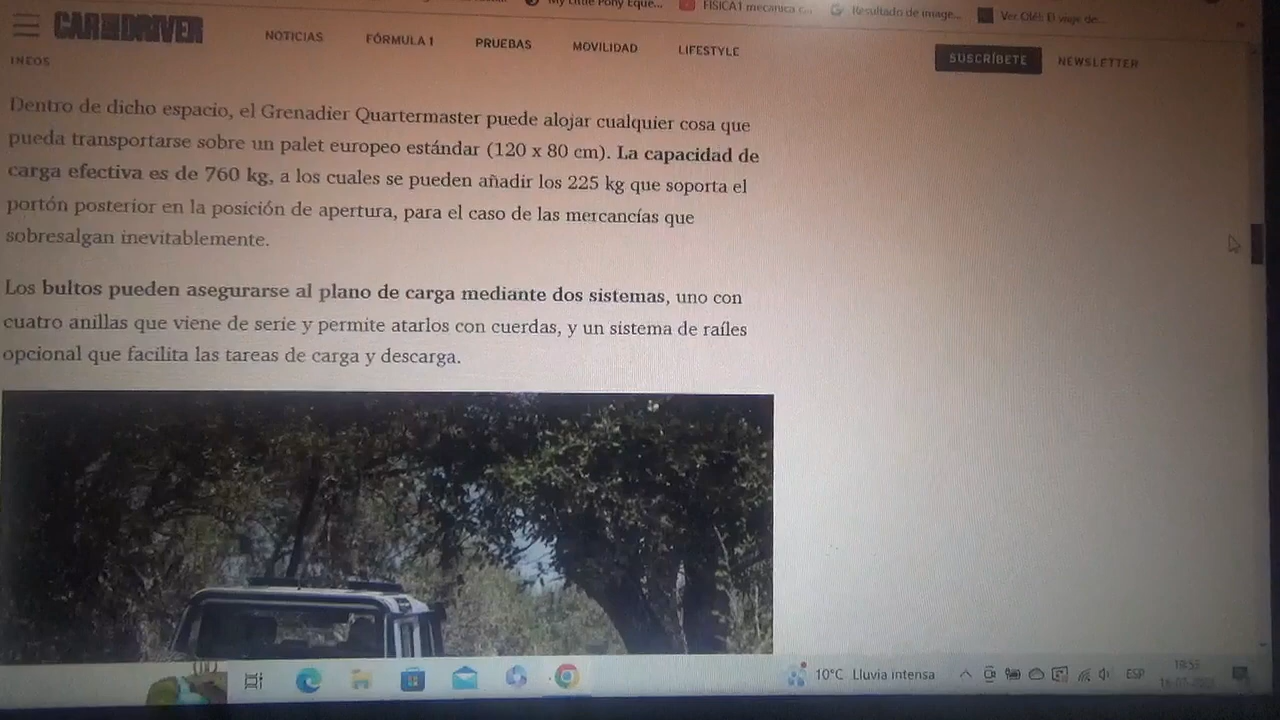 My Little Pony Eque...
FISICA1 mecanica c...
Resultado de image...
Ver Olé! El viaje de...
CAR AND DRIVER
NOTICIAS
FÓRMULA 1
PRUEBAS
MOVILIDAD
LIFESTYLE
SUSCRÍBETE
NEWSLETTER
INEOS
Dentro de dicho espacio, el Grenadier Quartermaster puede alojar cualquier cosa que
pueda transportarse sobre un palet europeo estándar (120 x 80 cm). La capacidad de
carga efectiva es de 760 kg, a los cuales se pueden añadir los 225 kg que soporta el
portón posterior en la posición de apertura, para el caso de las mercancías que
sobresalgan inevitablemente.
Los bultos pueden asegurarse al plano de carga mediante dos sistemas, uno con
cuatro anillas que viene de serie y permite atarlos con cuerdas, y un sistema de raíles
opcional que facilita las tareas de carga y descarga.
10°C Lluvia intensa
ESP